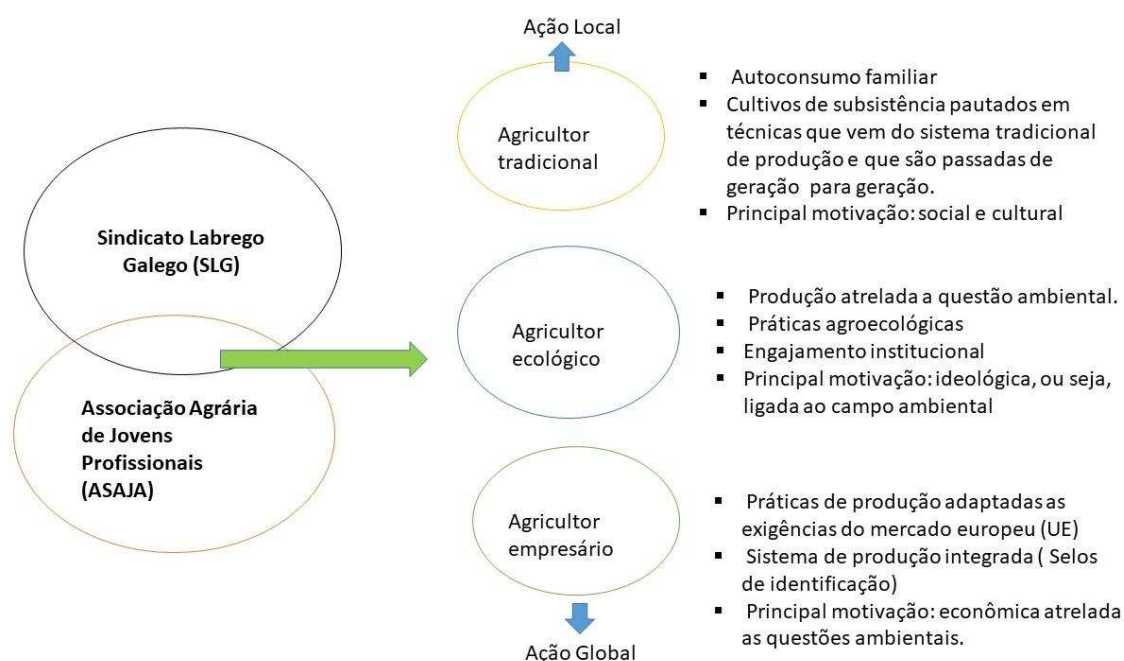 Ação Local
Sindicato Labrego
Galego (SLG)
Associação Agrária
de Jovens
Profissionais
(ASAJA)
Agricultor
tradicional
▪ Autoconsumo familiar
▪ Cultivos de subsistência pautados em
técnicas que vem do sistema tradicional
de produção e que são passadas de
geração para geração.
▪ Principal motivação: social e cultural
Agricultor
ecológico
▪ Produção atrelada a questão ambiental.
▪ Práticas agroecológicas
▪ Engajamento institucional
▪ Principal motivação: ideológica, ou seja,
ligada ao campo ambiental
Agricultor
empresário
▪ Práticas de produção adaptadas as
exigências do mercado europeu (UE)
▪ Sistema de produção integrada ( Selos
de identificação)
▪ Principal motivação: econômica atrelada
as questões ambientais.
Ação Global